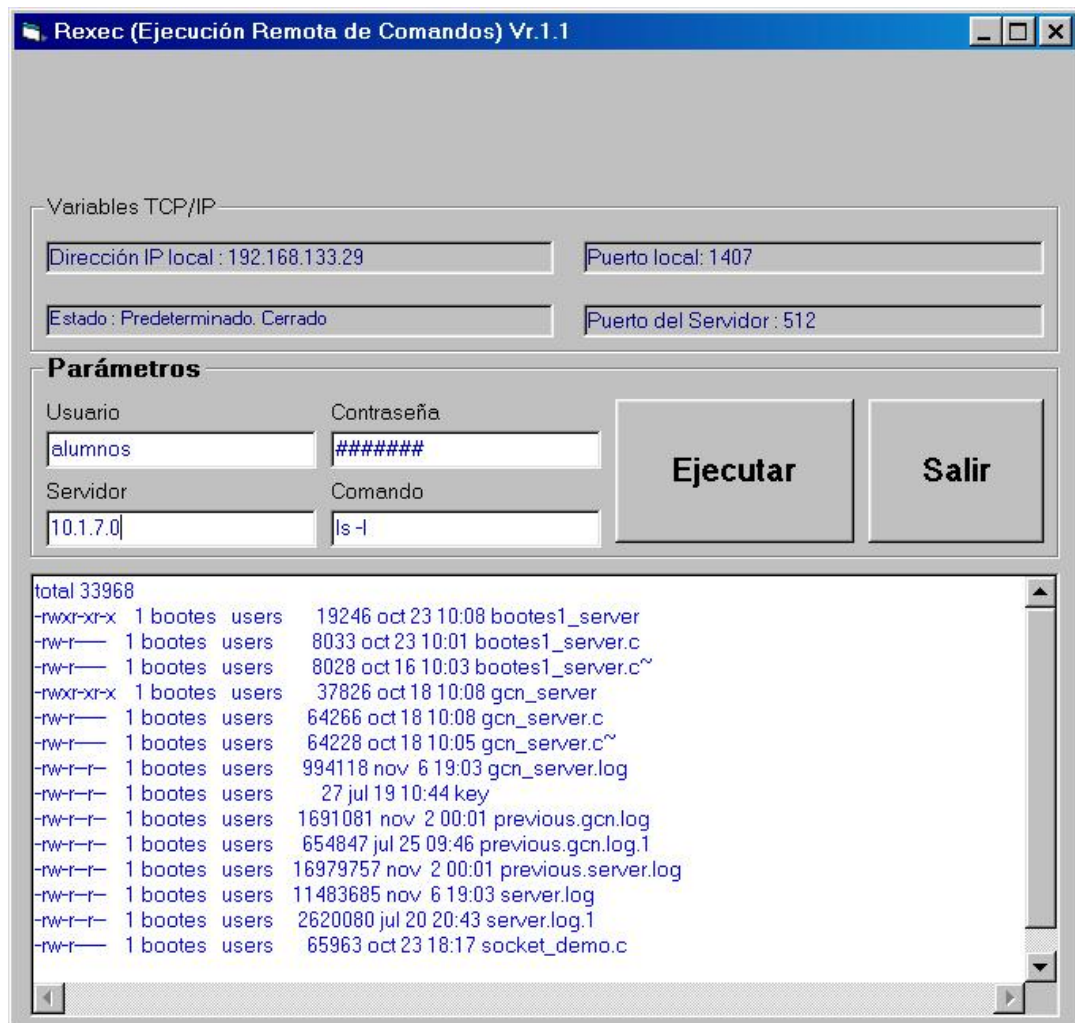 Rexec (Ejecución Remota de Comandos) Vr.1.1
Variables TCP/IP
Dirección IP local : 192.168.133.29
Puerto local: 1407
Estado : Predeterminado. Cerrado
Puerto del Servidor : 512
Parámetros
Usuario
Contraseña
alumnos
#######
Ejecutar
Salir
Servidor
Comando
10.1.7.0
ls -l
total 33968
-rwxr-xr-x 1 bootes users 19246 oct 23 10:08 bootes1_server
-rw-r----- 1 bootes users 8033 oct 23 10:01 bootes1_server.c
-rw-r----- 1 bootes users 8028 oct 16 10:03 bootes1_server.c~
-rwxr-xr-x 1 bootes users 37826 oct 18 10:08 gcn_server
-rw-r----- 1 bootes users 64266 oct 18 10:08 gcn_server.c
-rw-r----- 1 bootes users 64228 oct 18 10:05 gcn_server.c~
-rw-r--r-- 1 bootes users 994118 nov 6 19:03 gcn_server.log
-rw-r--r-- 1 bootes users 27 jul 19 10:44 key
-rw-r--r-- 1 bootes users 1691081 nov 2 00:01 previous.gcn.log
-rw-r--r-- 1 bootes users 654847 jul 25 09:46 previous.gcn.log.1
-rw-r--r-- 1 bootes users 16979757 nov 2 00:01 previous.server.log
-rw-r--r-- 1 bootes users 11483685 nov 6 19:03 server.log
-rw-r--r-- 1 bootes users 2620080 jul 20 20:43 server.log.1
-rw-r----- 1 bootes users 65963 oct 23 18:17 socket_demo.c